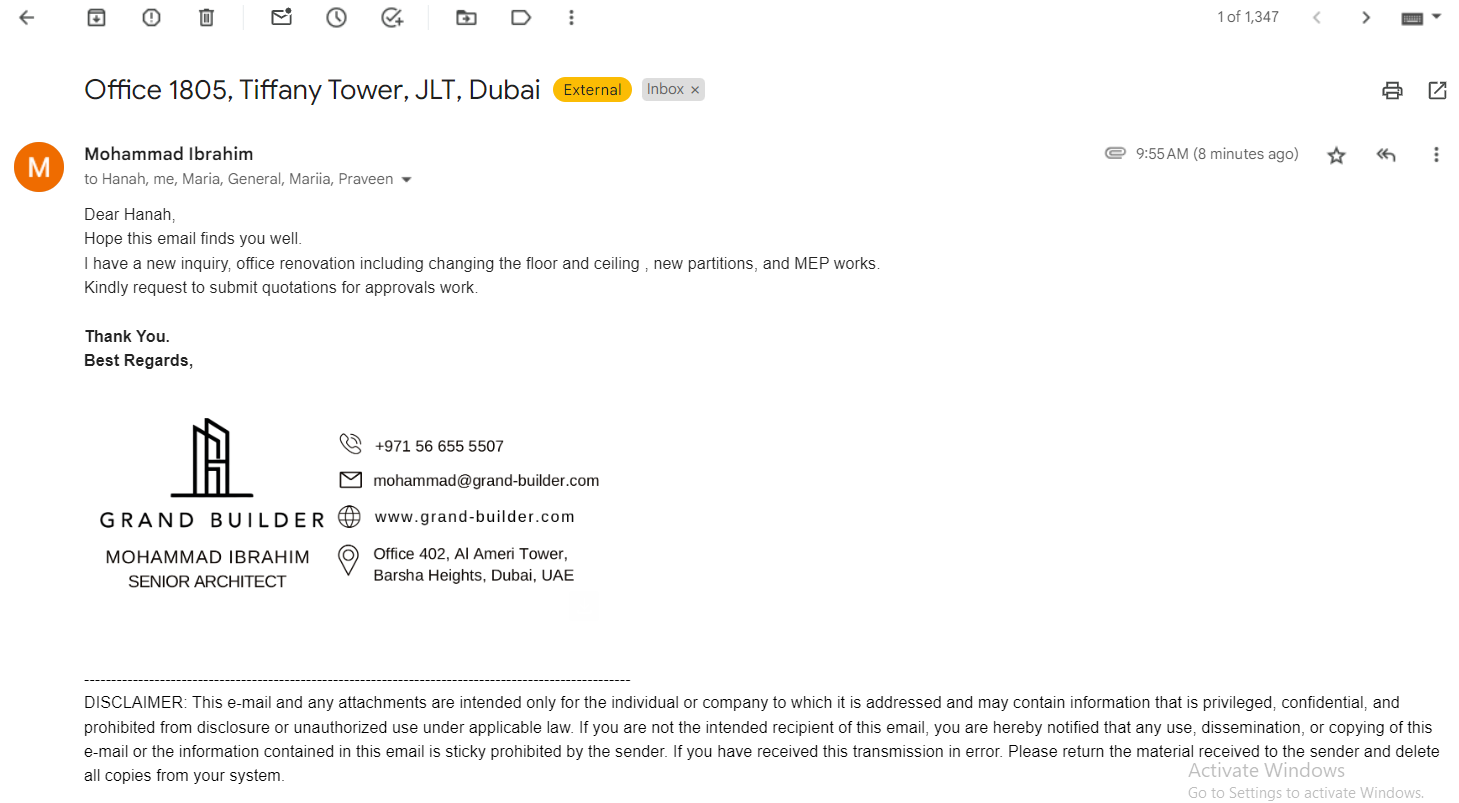 1 of 1,347
Office 1805, Tiffany Tower, JLT, Dubai External Inbox ×
M
Mohammad Ibrahim
9:55 AM (8 minutes ago)
to Hanah, me, Maria, General, Mariia, Praveen
Dear Hanah,
Hope this email finds you well.
I have a new inquiry, office renovation including changing the floor and ceiling , new partitions, and MEP works.
Kindly request to submit quotations for approvals work.
Thank You.
Best Regards,
GRAND BUILDER
MOHAMMAD IBRAHIM
SENIOR ARCHITECT
+971 56 655 5507
mohammad@grand-builder.com
www.grand-builder.com
Office 402, Al Ameri Tower,
Barsha Heights, Dubai, UAE
----------------------------------------------------------------------------------------------------
DISCLAIMER: This e-mail and any attachments are intended only for the individual or company to which it is addressed and may contain information that is privileged, confidential, and
prohibited from disclosure or unauthorized use under applicable law. If you are not the intended recipient of this email, you are hereby notified that any use, dissemination, or copying of this
e-mail or the information contained in this email is sticky prohibited by the sender. If you have received this transmission in error. Please return the material received to the sender and delete
all copies from your system.
Activate Windows
Go to Settings to activate Windows.